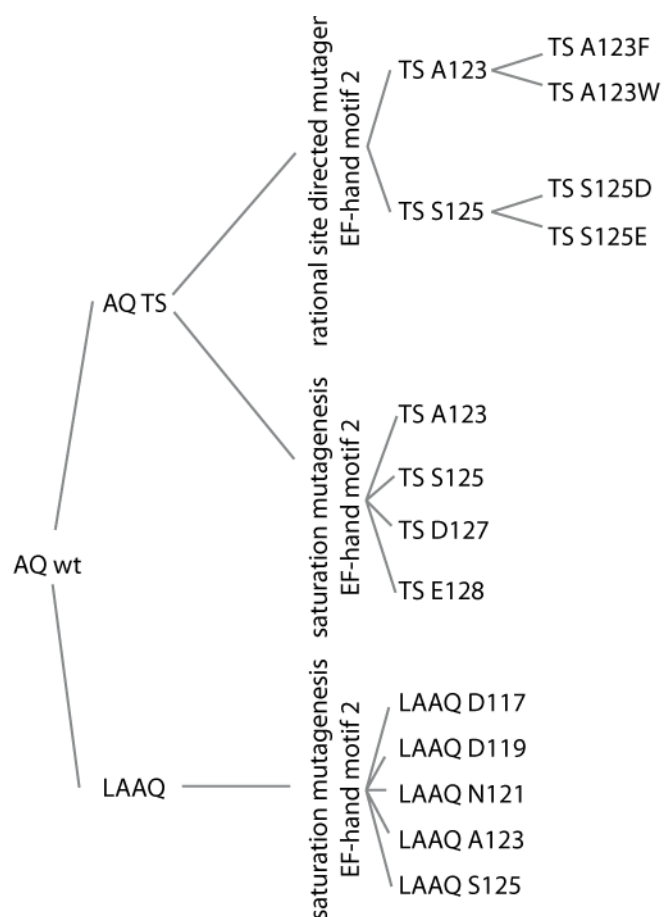 rational site directed mutager
EF-hand motif 2
TS A123
TS A123F
TS A123W
TS S125
TS S125D
TS S125E
AQ TS
saturation mutagenesis
EF-hand motif 2
TS A123
TS S125
TS D127
TS E128
AQ wt
LAAQ
saturation mutagenesis
EF-hand motif 2
LAAQ D117
LAAQ D119
LAAQ N121
LAAQ A123
LAAQ S125